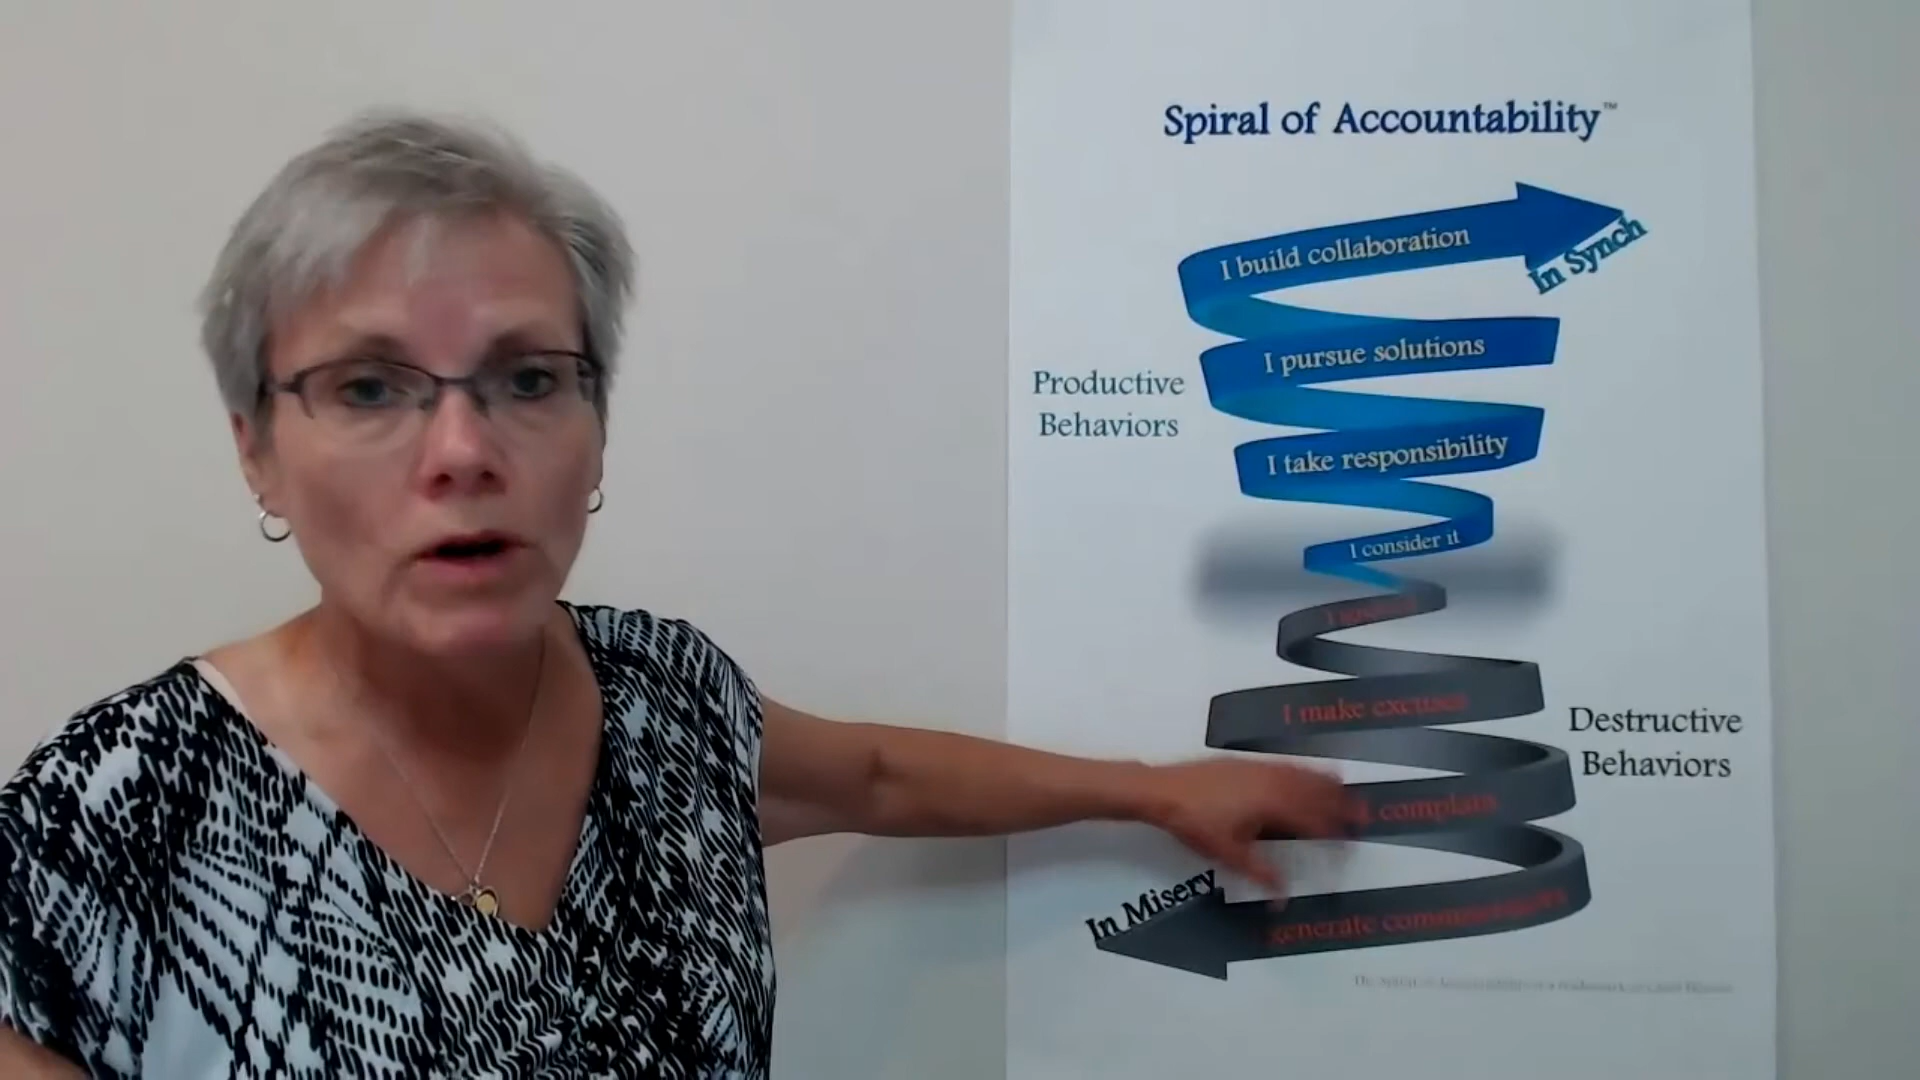 Spiral of Accountability™
I build collaboration
In Synch
I pursue solutions
Productive
Behaviors
I take responsibility
I consider it
I
I make excuses
Destructive
Behaviors
complain
In Misery
generate